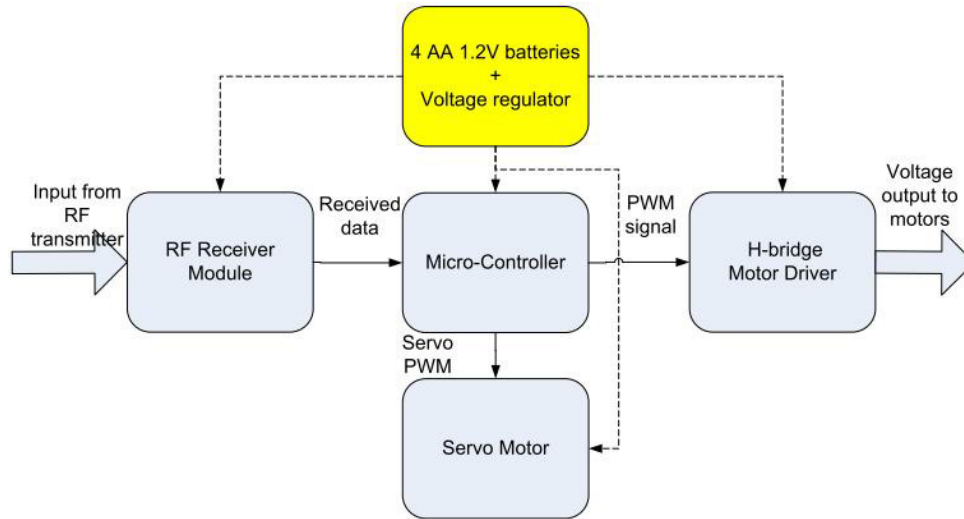 4 AA 1.2V batteries
+
Voltage regulator
Input from
RF
transmitter
RF Receiver
Module
Received
data
Micro-Controller
PWM
signal
H-bridge
Motor Driver
Voltage
output to
motors
Servo
PWM
Servo Motor